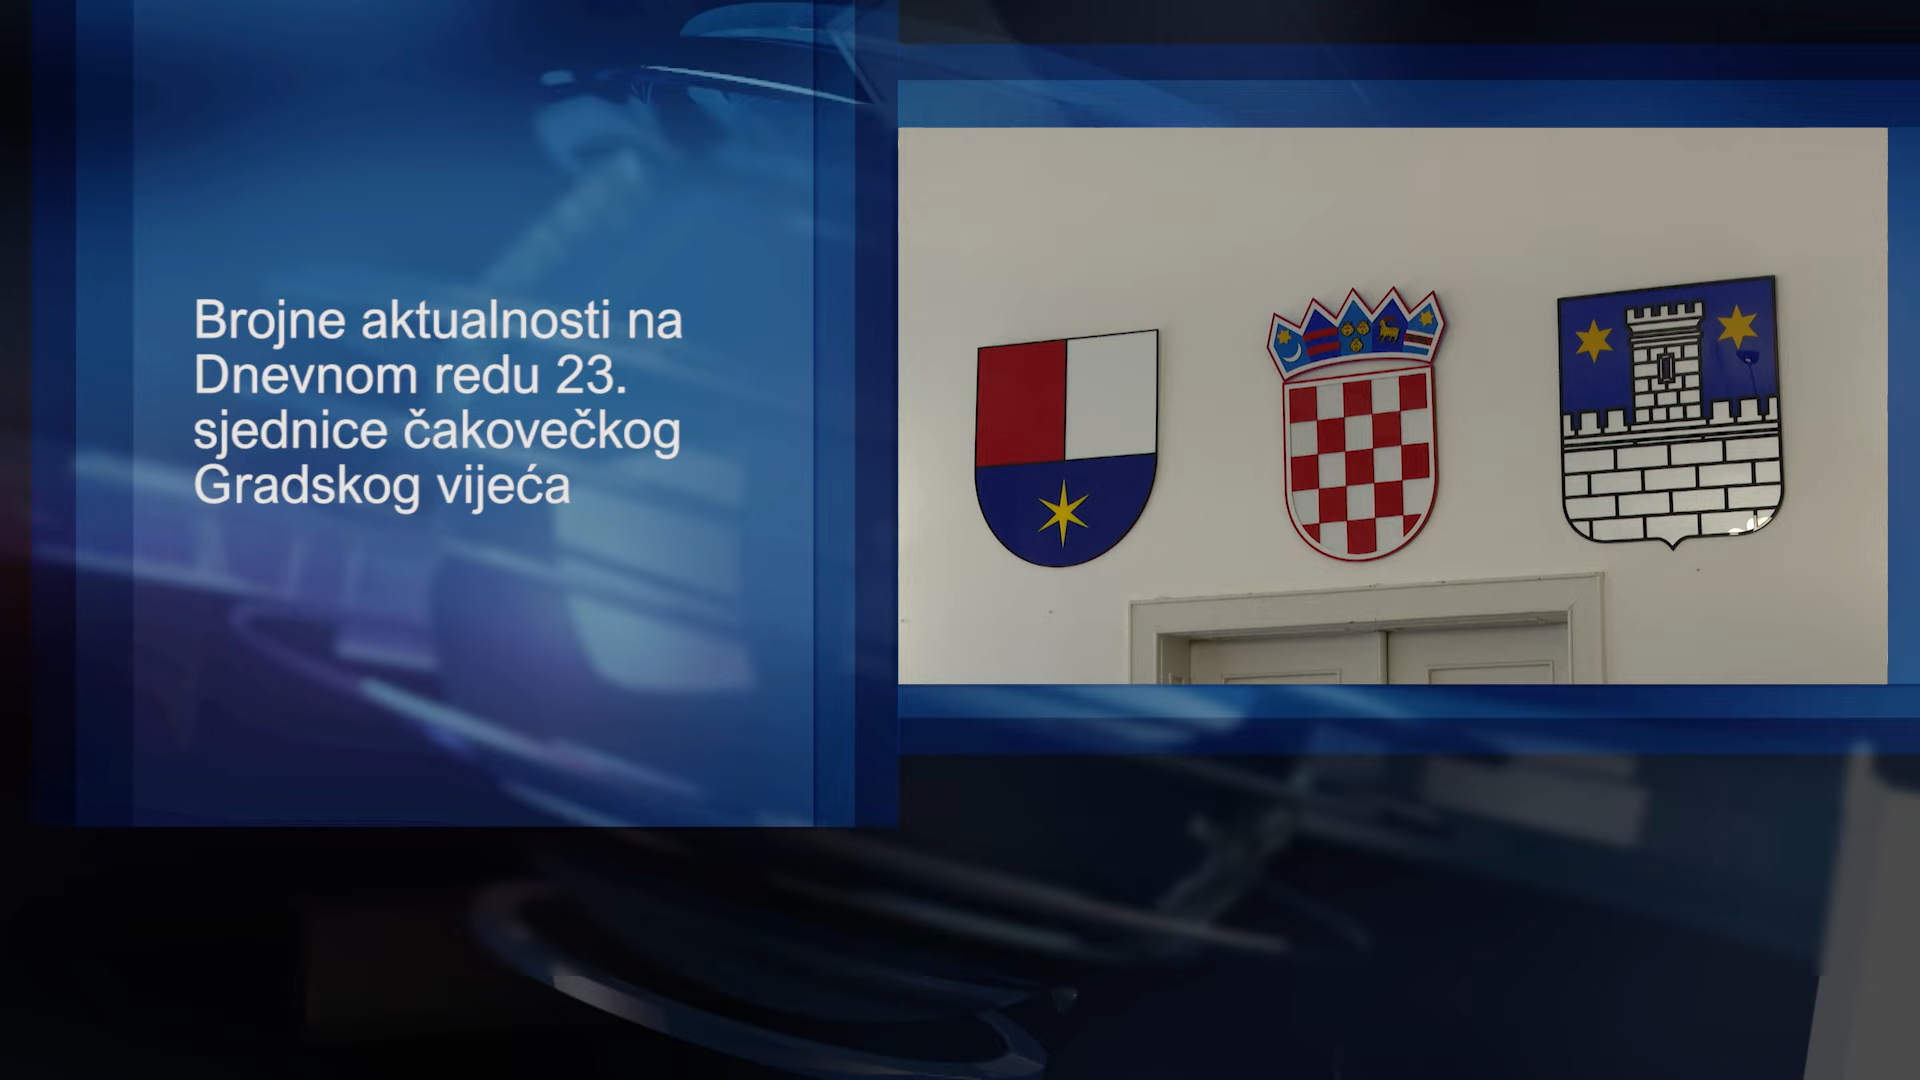 Brojne aktualnosti na
Dnevnom redu 23.
sjednice čakovečkog
Gradskog vijeća